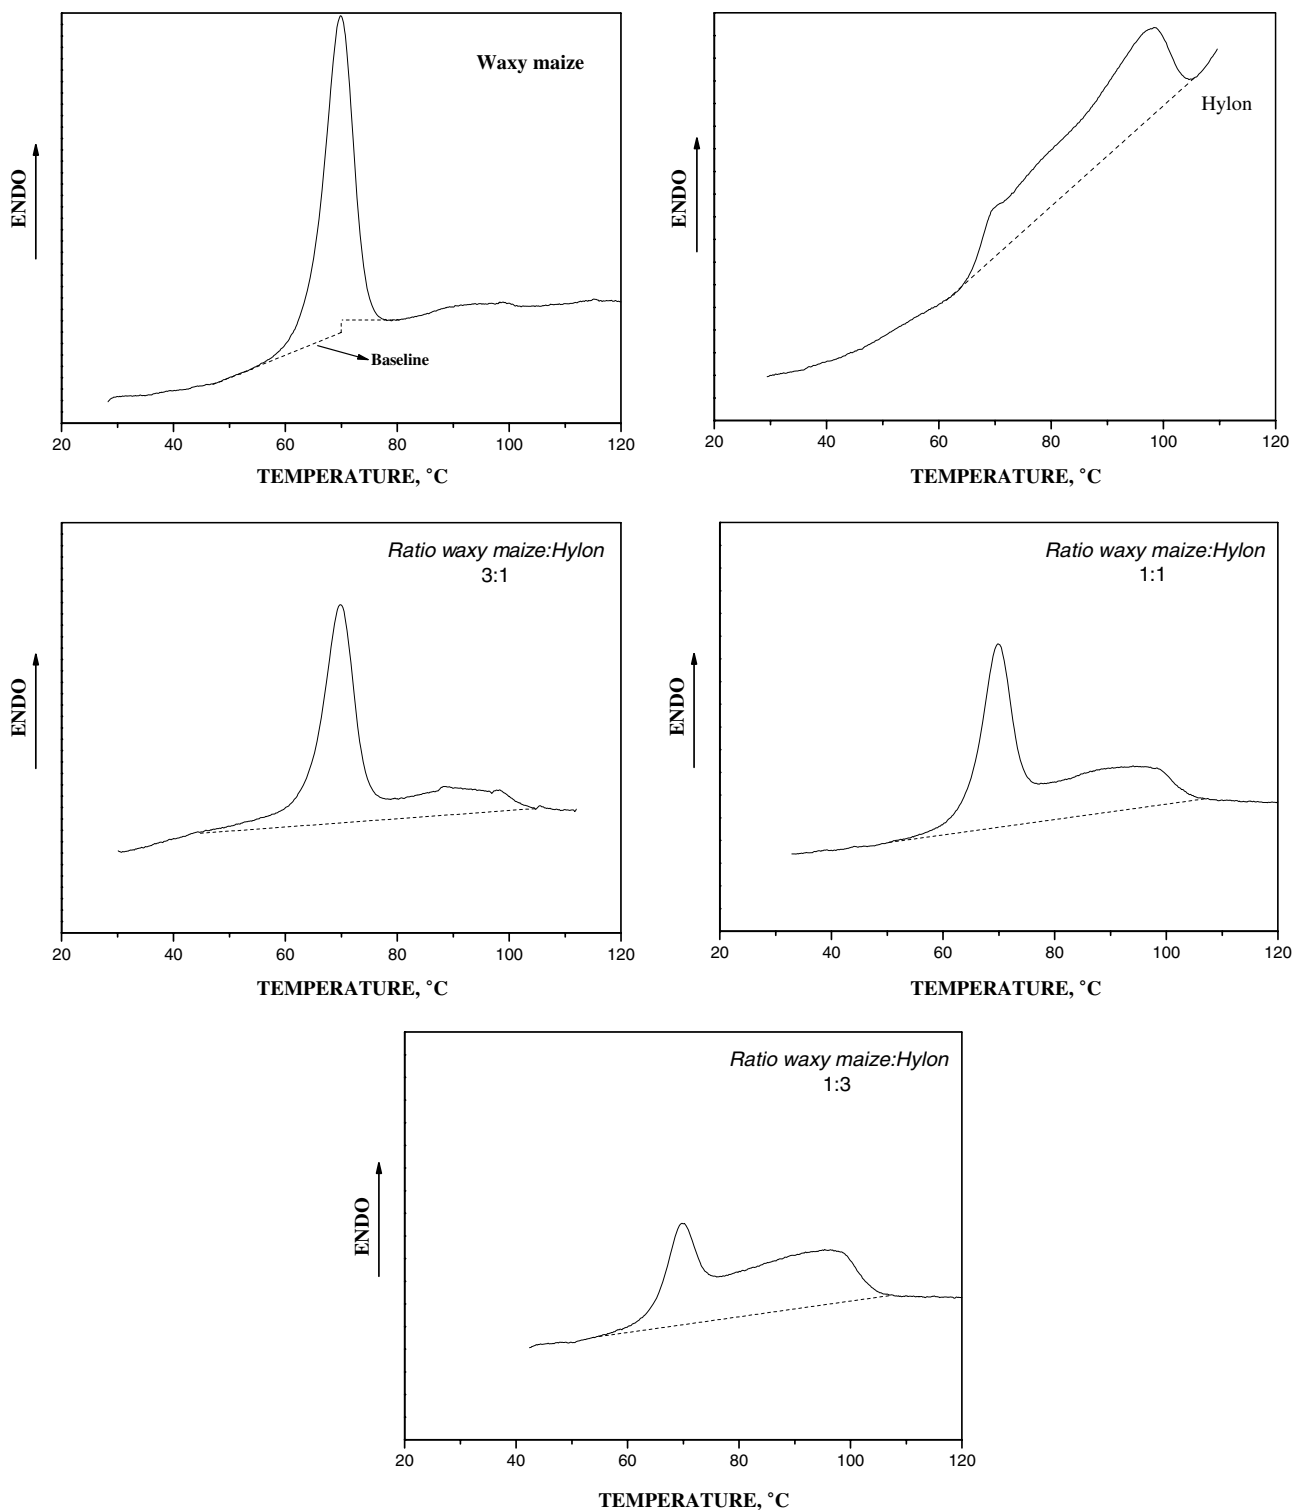 Waxy maize
ENDO
Baseline
20 40 60 80 100 120
TEMPERATURE, °C
Hylon
ENDO
20 40 60 80 100 120
TEMPERATURE, °C
Ratio waxy maize:Hylon
3:1
ENDO
20 40 60 80 100 120
TEMPERATURE, °C
Ratio waxy maize:Hylon
1:1
ENDO
20 40 60 80 100 120
TEMPERATURE, °C
Ratio waxy maize:Hylon
1:3
ENDO
20 40 60 80 100 120
TEMPERATURE, °C